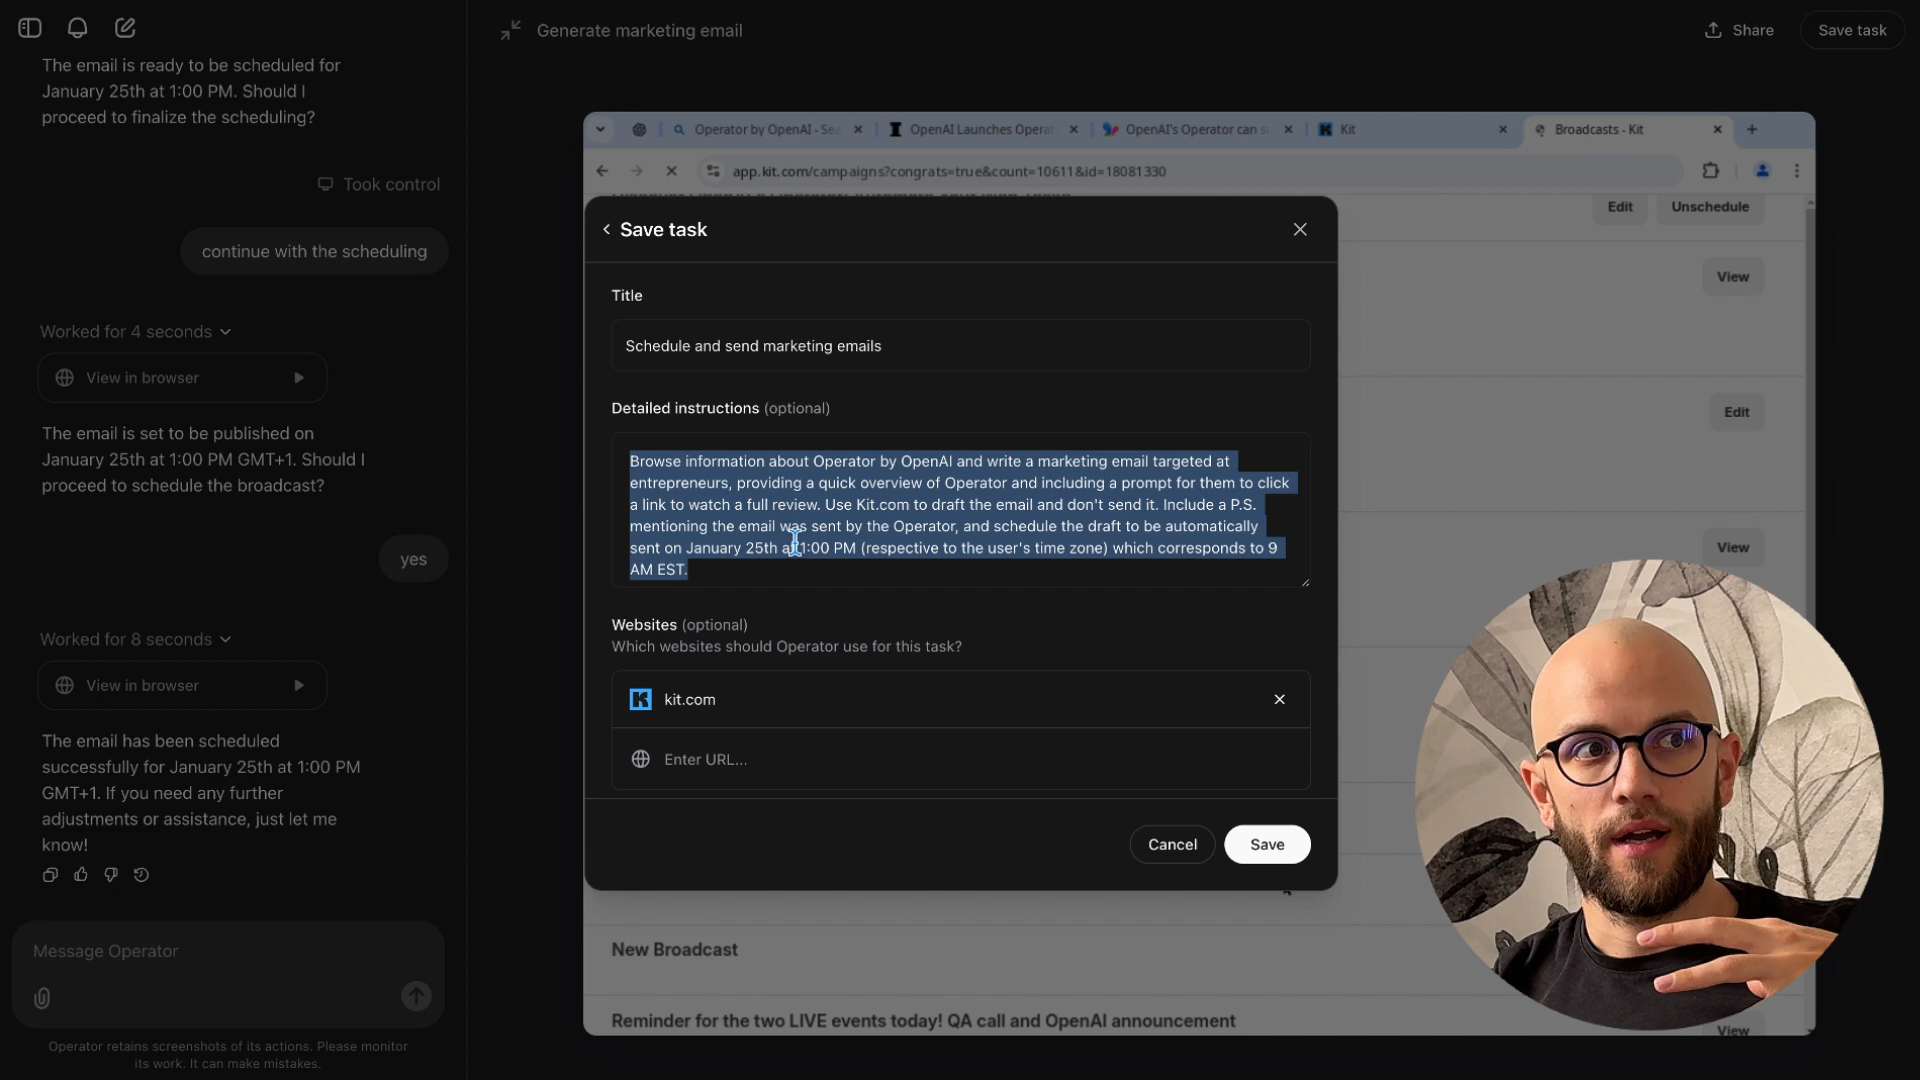 Generate marketing email
Share
Save task
The email is ready to be scheduled for
January 25th at 1:00 PM. Should I
proceed to finalize the scheduling?
Took control
continue with the scheduling
Worked for 4 seconds
View in browser
The email is set to be published on
January 25th at 1:00 PM GMT+1. Should I
proceed to schedule the broadcast?
yes
Worked for 8 seconds
View in browser
The email has been scheduled
successfully for January 25th at 1:00 PM
GMT+1. If you need any further
adjustments or assistance, just let me
know!
Message Operator
Operator retains screenshots of its actions. Please monitor
its work. It can make mistakes.
Operator by OpenAI - Sea
OpenAI Launches Operat
OpenAI's Operator can s
Kit
Broadcasts - Kit
app.kit.com/campaigns?congrats=true&count=10611&id=18081330
Edit
Unschedule
View
Edit
View
Save task
Title
Schedule and send marketing emails
Detailed instructions (optional)
Browse information about Operator by OpenAI and write a marketing email targeted at
entrepreneurs, providing a quick overview of Operator and including a prompt for them to click
a link to watch a full review. Use Kit.com to draft the email and don't send it. Include a P.S.
mentioning the email was sent by the Operator, and schedule the draft to be automatically
sent on January 25th at 1:00 PM (respective to the user's time zone) which corresponds to 9
AM EST.
Websites (optional)
Which websites should Operator use for this task?
kit.com
Enter URL...
Cancel
Save
New Broadcast
Reminder for the two LIVE events today! QA call and OpenAI announcement
View